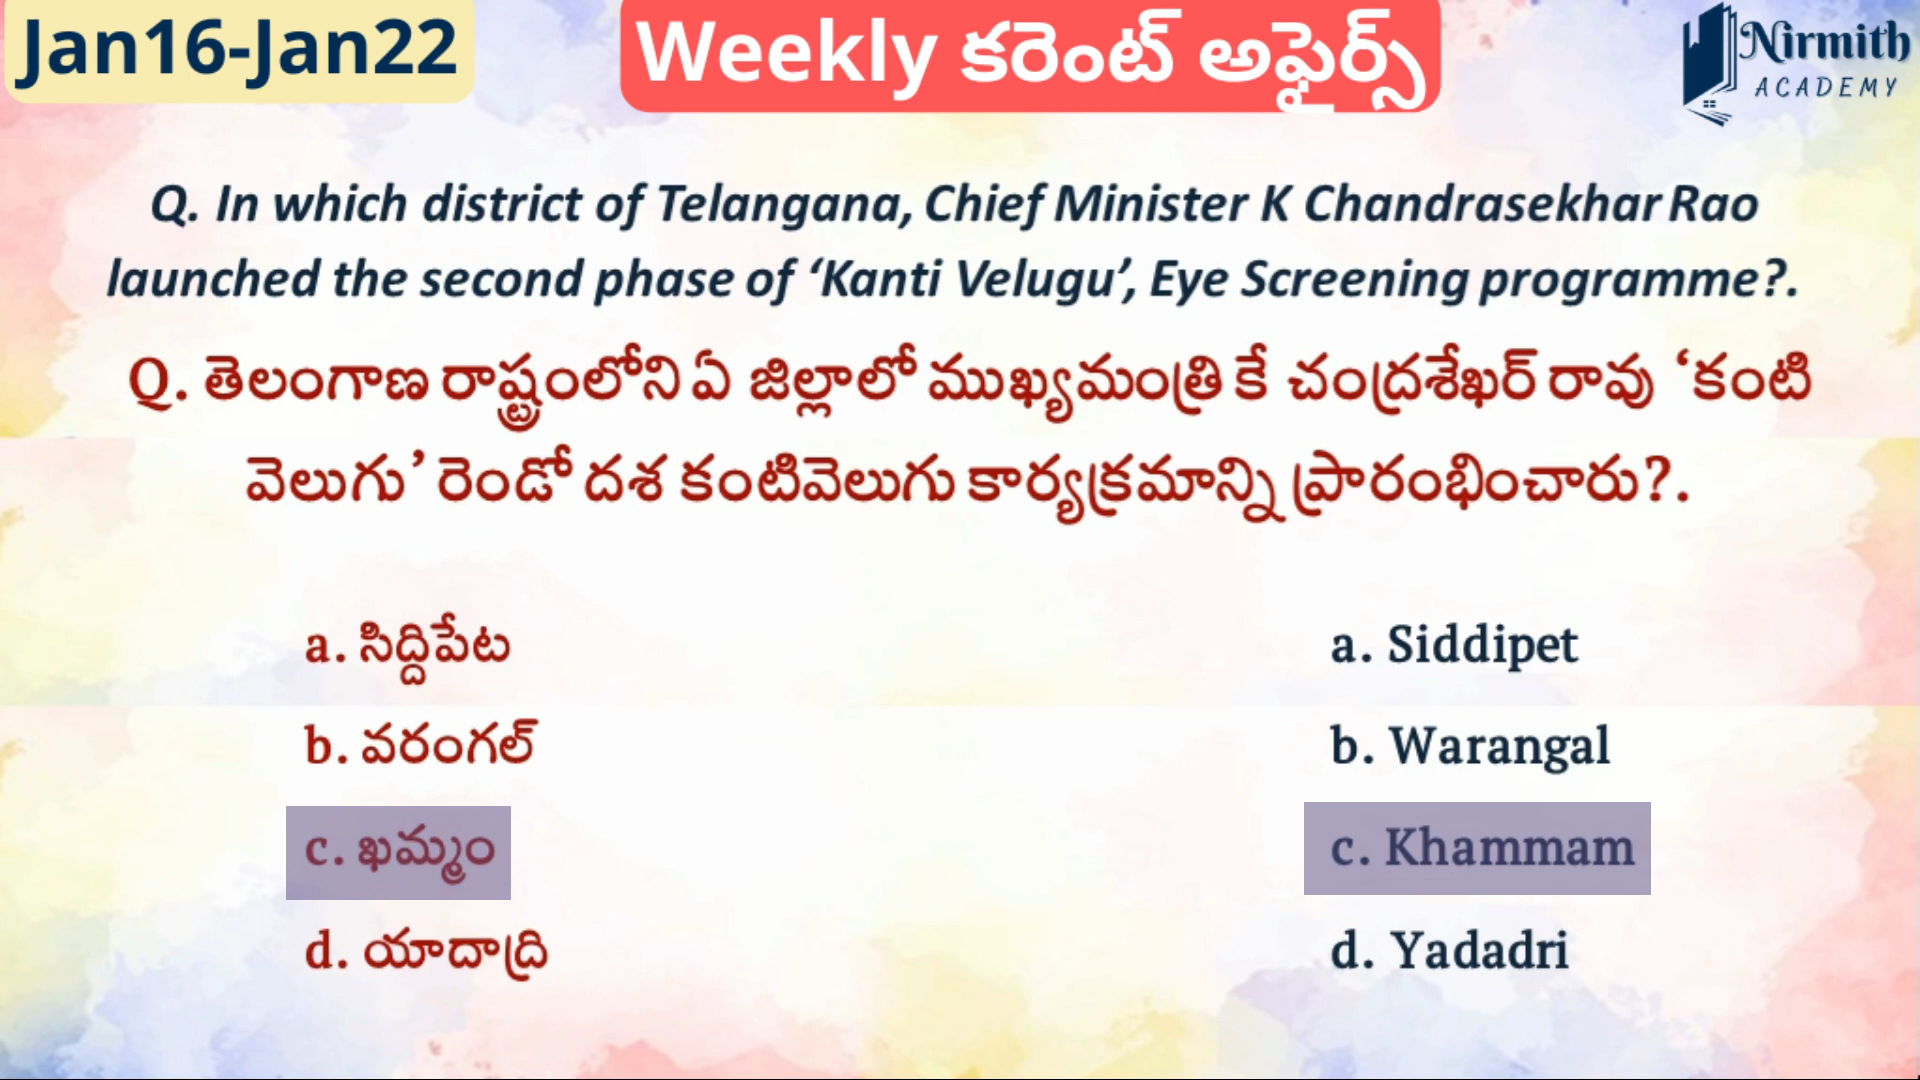 Jan16-Jan22
Weekly కరెంట్ అఫైర్స్
Nirmith
ACADEMY
Q. In which district of Telangana, Chief Minister K Chandrasekhar Rao
launched the second phase of ‘Kanti Velugu’, Eye Screening programme?.
Q. తెలంగాణ రాష్ట్రంలోని ఏ జిల్లాలో ముఖ్యమంత్రి కే చంద్రశేఖర్ రావు ‘కంటి
వెలుగు’ రెండో దశ కంటివెలుగు కార్యక్రమాన్ని ప్రారంభించారు?.
a. సిద్దిపేట
b. వరంగల్
c. ఖమ్మం
d. యాదాద్రి
a. Siddipet
b. Warangal
c. Khammam
d. Yadadri